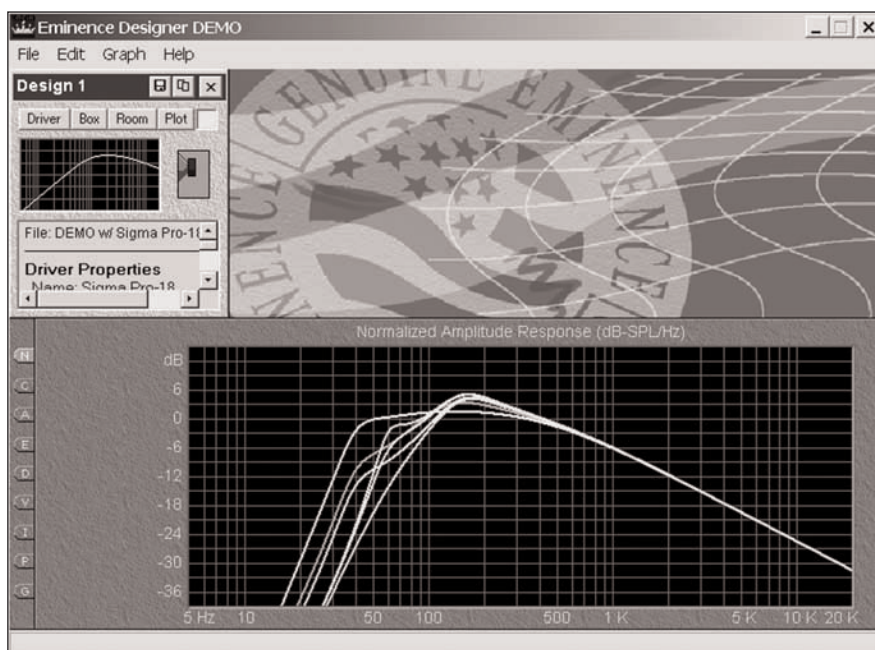 Eminence Designer DEMO
File Edit Graph Help
Design 1
Driver Box Room Plot
File: DEMO w/ Sigma Pro-18
Driver Properties
Name: Sigma Pro-18
GENUINE EMINENCE
Normalized Amplitude Response (dB-SPL/Hz)
N
C
A
E
D
V
I
P
G
dB
6
0
-6
-12
-18
-24
-30
-36
5 Hz 10 50 100 500 1 K 5 K 10 K 20 K